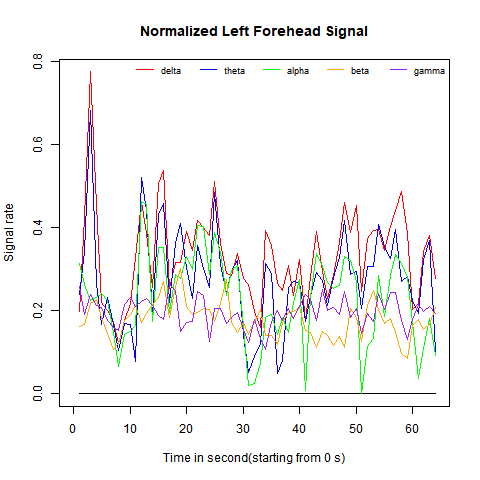 Normalized Left Forehead Signal
delta theta alpha beta gamma
Signal rate
0.0 0.2 0.4 0.6 0.8
0 10 20 30 40 50 60
Time in second(starting from 0 s)